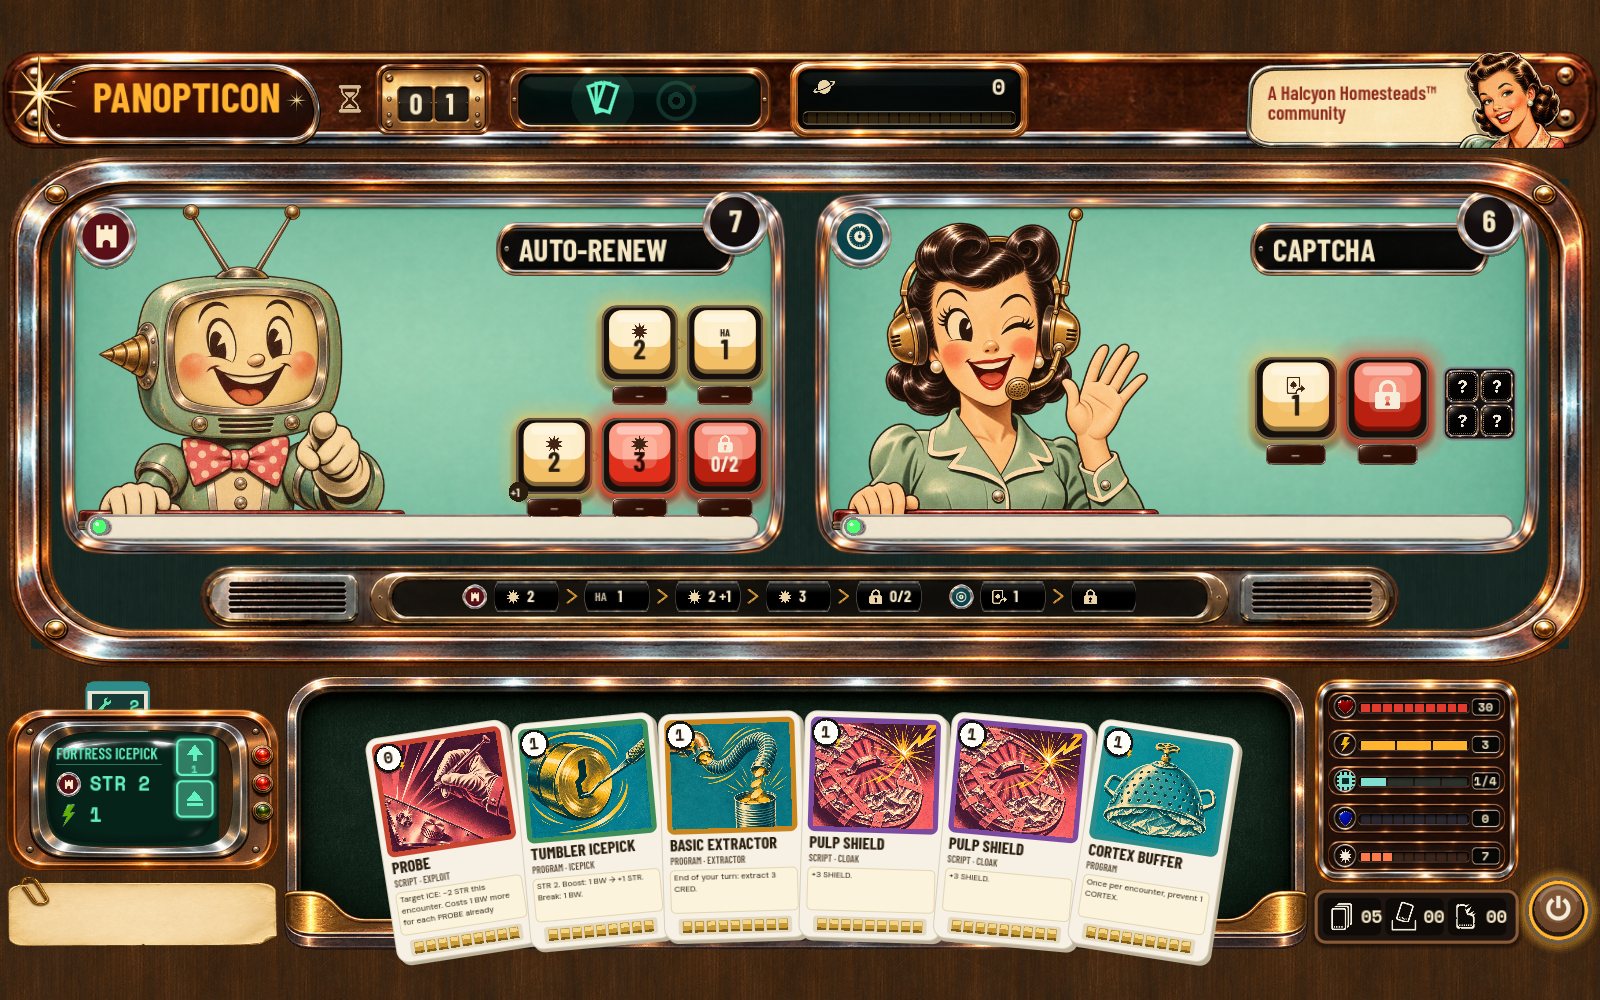 PANOPTICON
0 1
0
A Halcyon Homesteads™
community
AUTO-RENEW
7
2
HA
1
2
+1
3
0/2
CAPTCHA
6
1
? ?
? ?
2 > HA 1 > 2 +1 > 3 > 0/2
1 >
2
FORTRESS ICEPICK
STR 2
1
1
0
PROBE
SCRIPT · EXPLOIT
Target ICE: -2 STR this
encounter. Costs 1 BW more
for each PROBE already
1
TUMBLER ICEPICK
PROGRAM · ICEPICK
STR 2. Boost: 1 BW → +1 STR.
Break: 1 BW.
1
BASIC EXTRACTOR
PROGRAM · EXTRACTOR
End of your turn: extract 3
CRED.
1
PULP SHIELD
SCRIPT · CLOAK
+3 SHIELD.
1
PULP SHIELD
SCRIPT · CLOAK
+3 SHIELD.
1
CORTEX BUFFER
PROGRAM
Once per encounter, prevent 1
CORTEX.
30
3
1/4
0
7
05 00 00